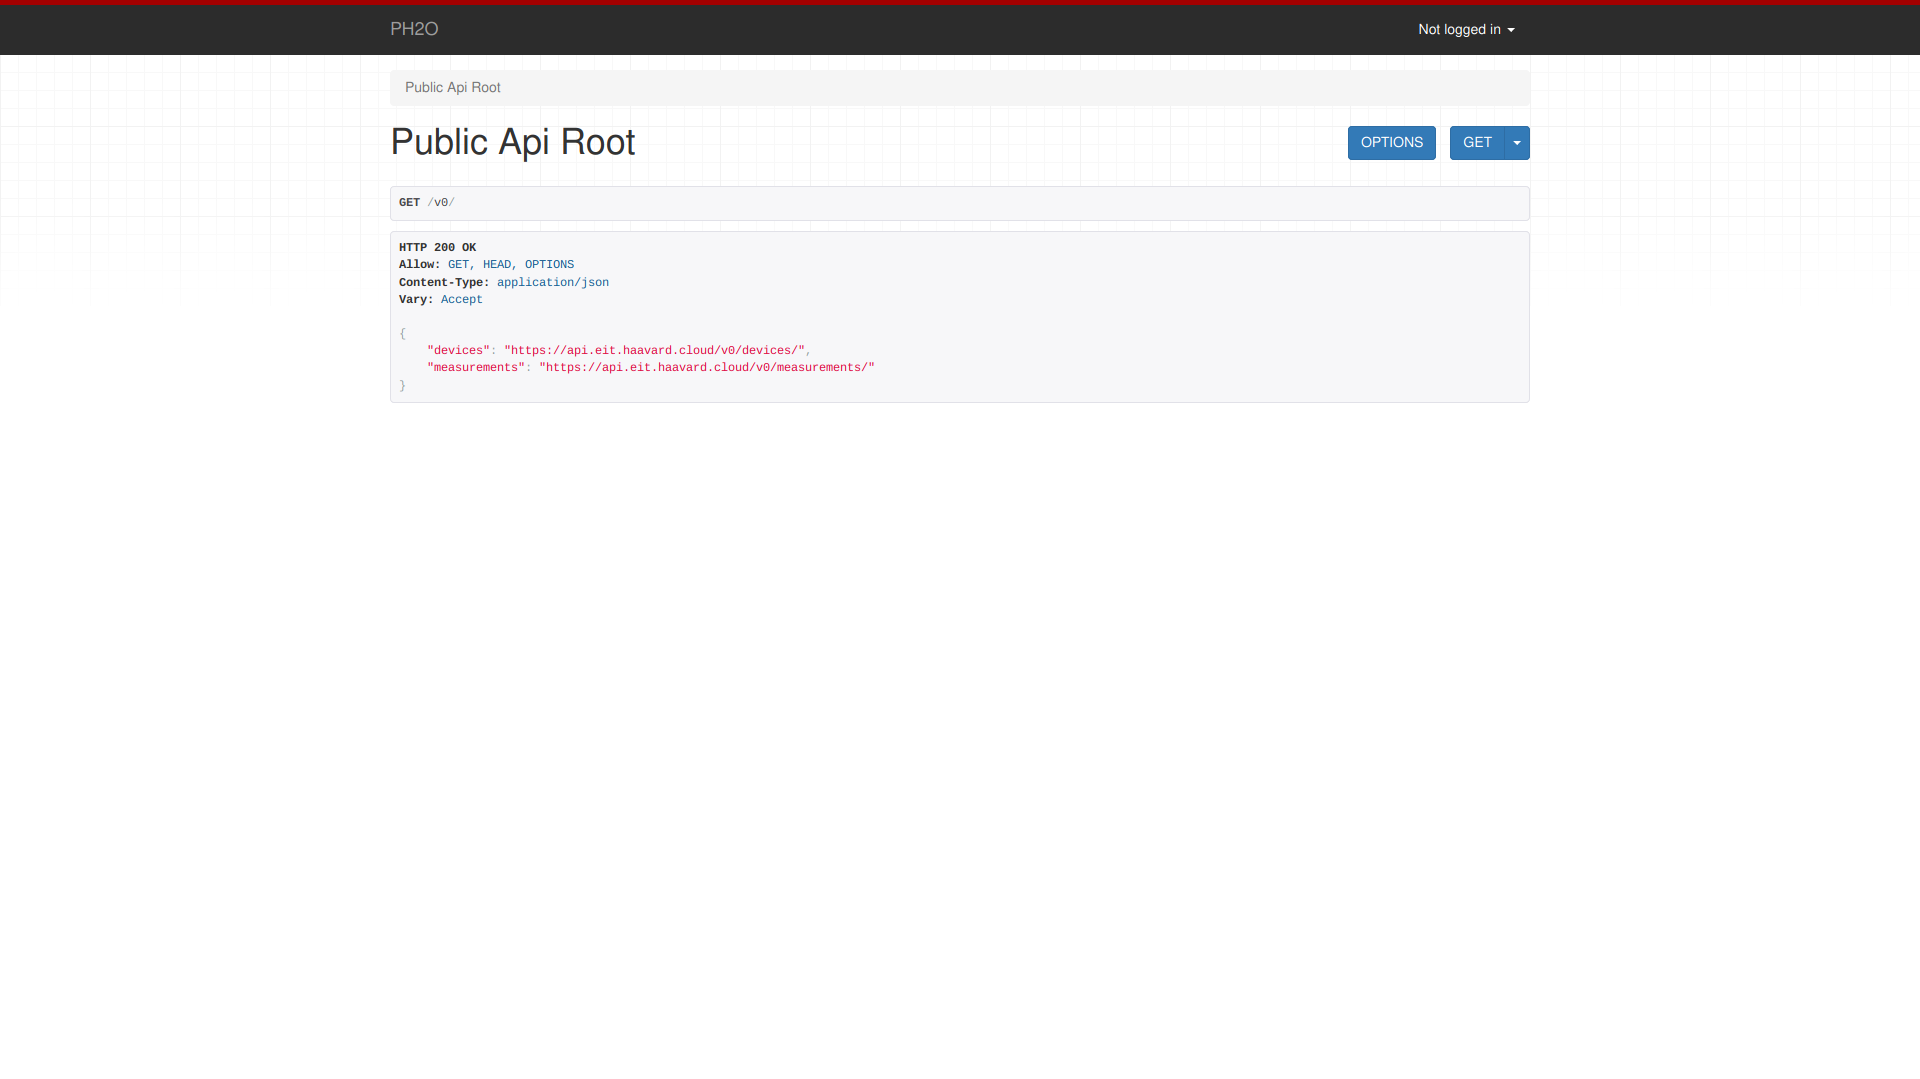 PH2O
Not logged in
Public Api Root
Public Api Root
OPTIONS
GET
GET /v0/
HTTP 200 OK
Allow: GET, HEAD, OPTIONS
Content-Type: application/json
Vary: Accept
{
    "devices": "https://api.eit.haavard.cloud/v0/devices/",
    "measurements": "https://api.eit.haavard.cloud/v0/measurements/"
}